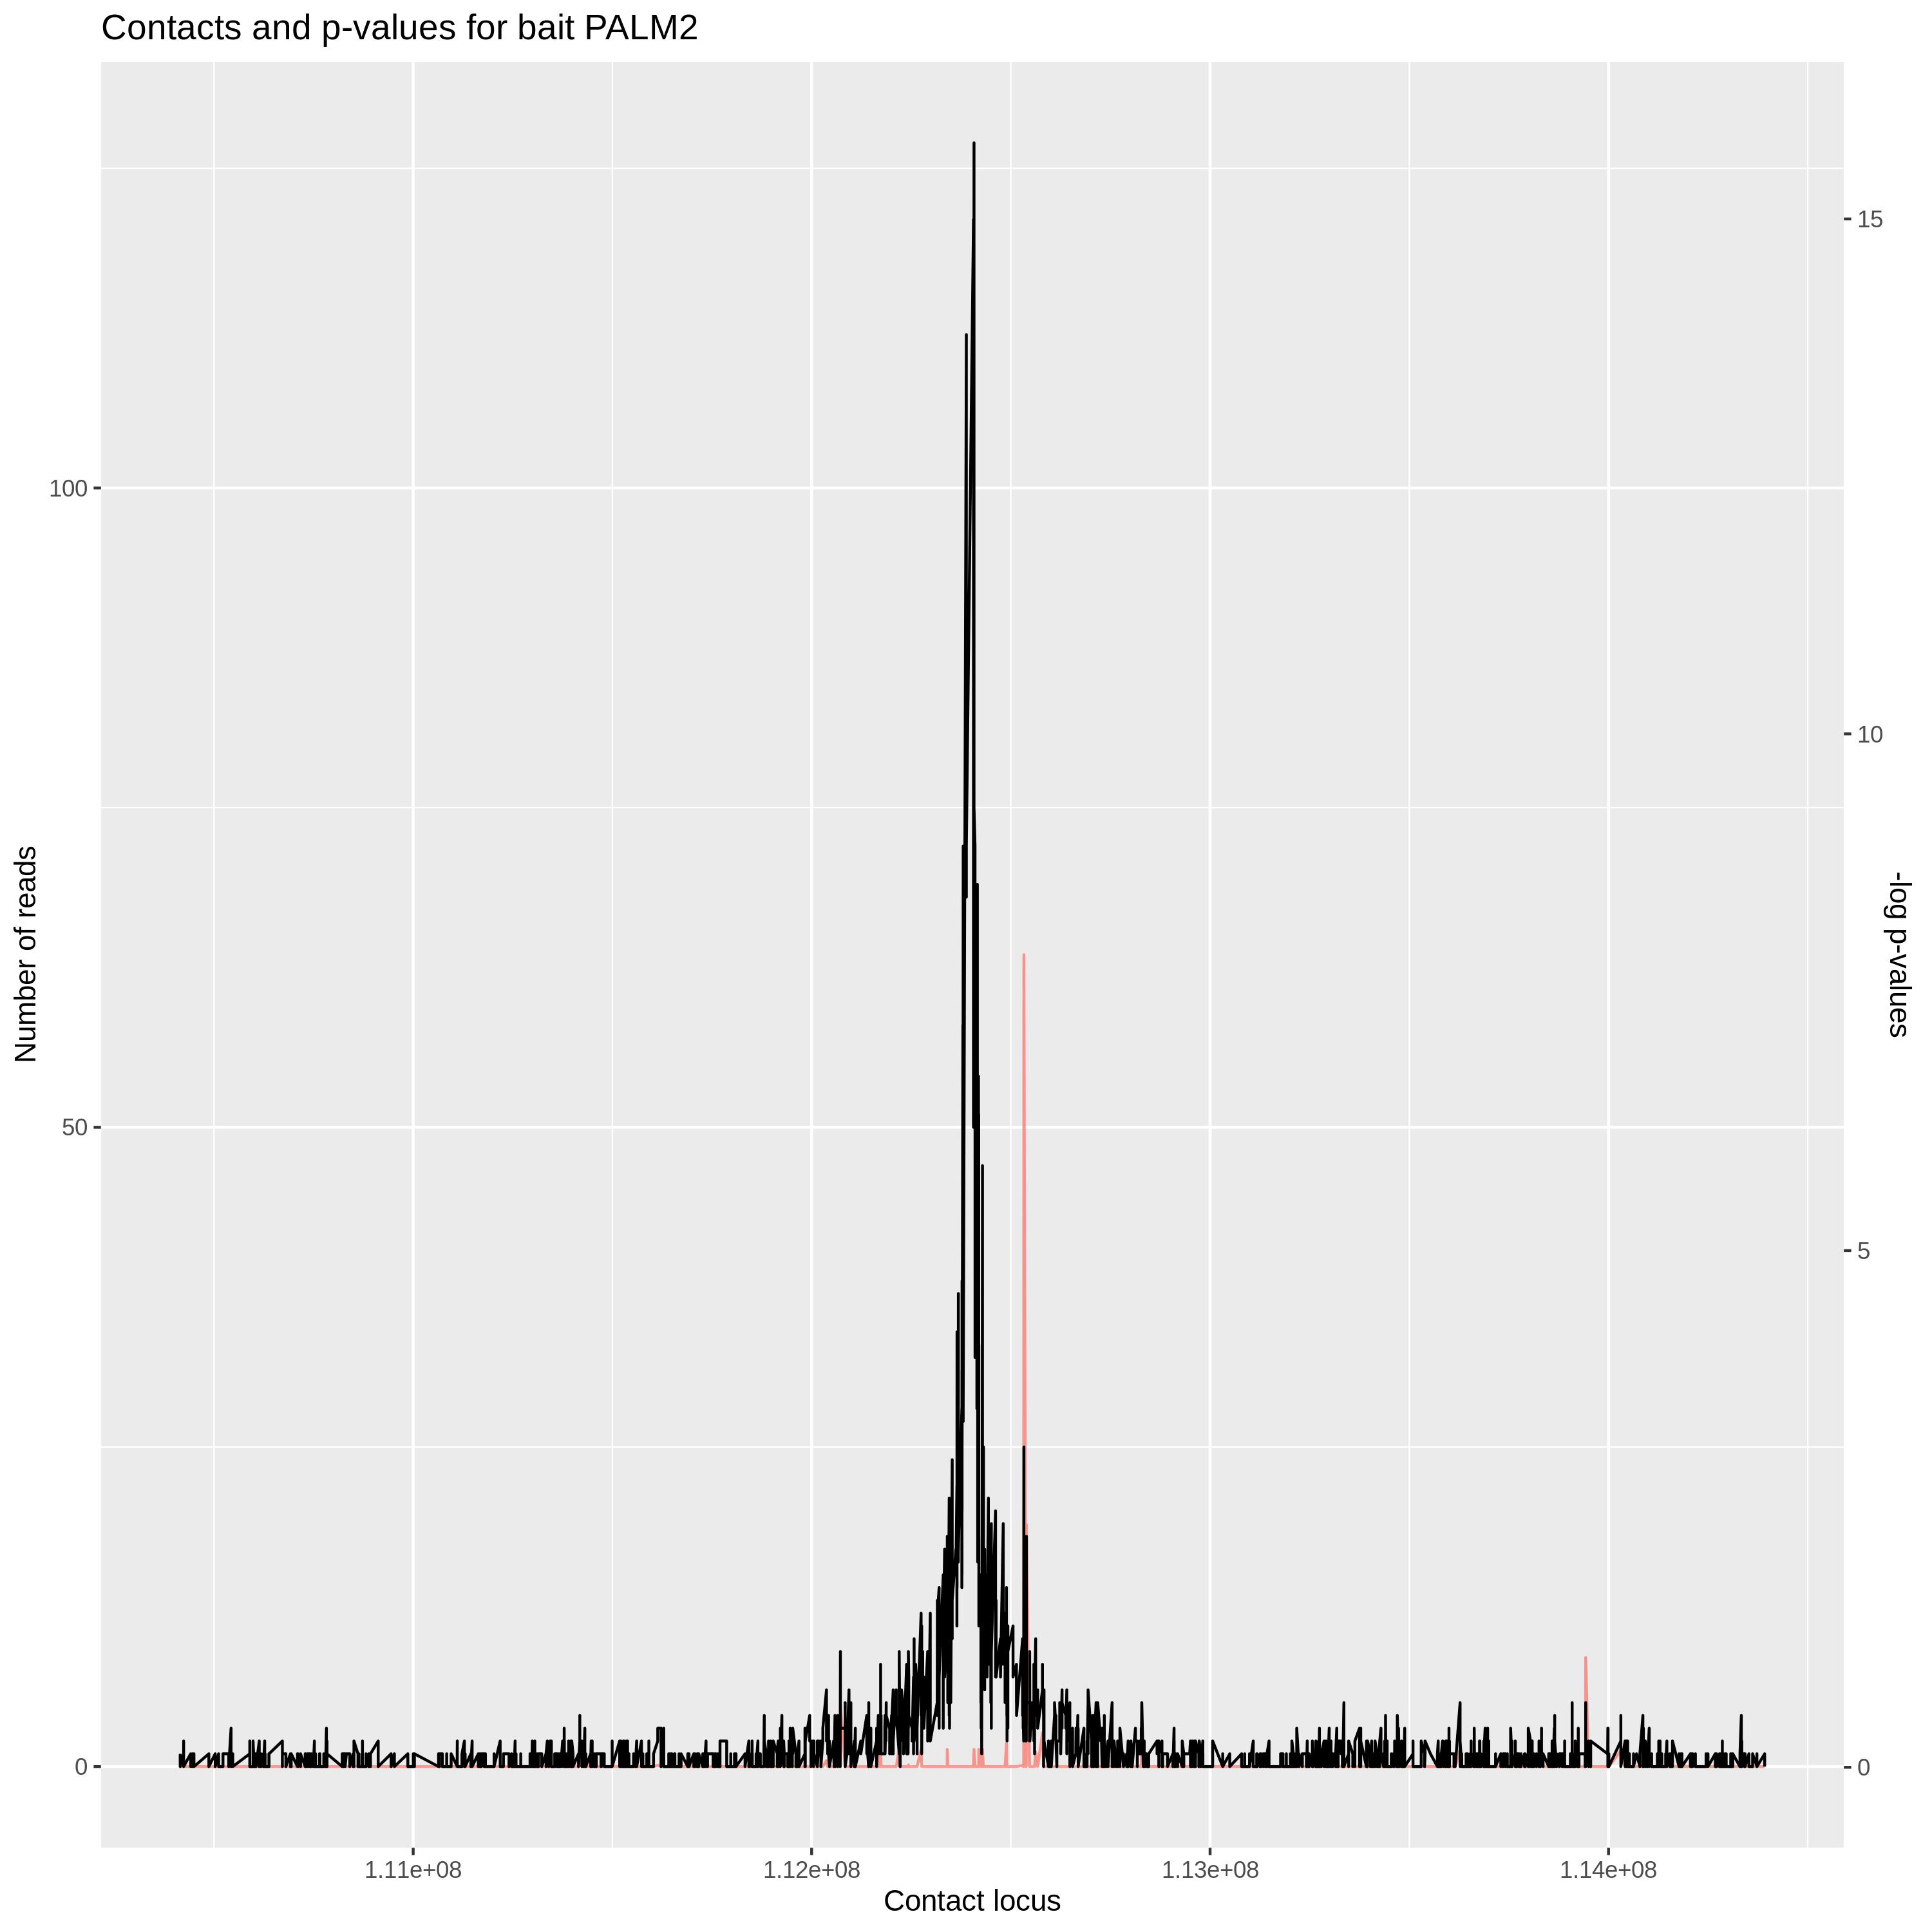 Contacts and p-values for bait PALM2
Number of reads
100
50
0
15
10
5
0
-log p-values
1.11e+08
1.12e+08
1.13e+08
1.14e+08
Contact locus